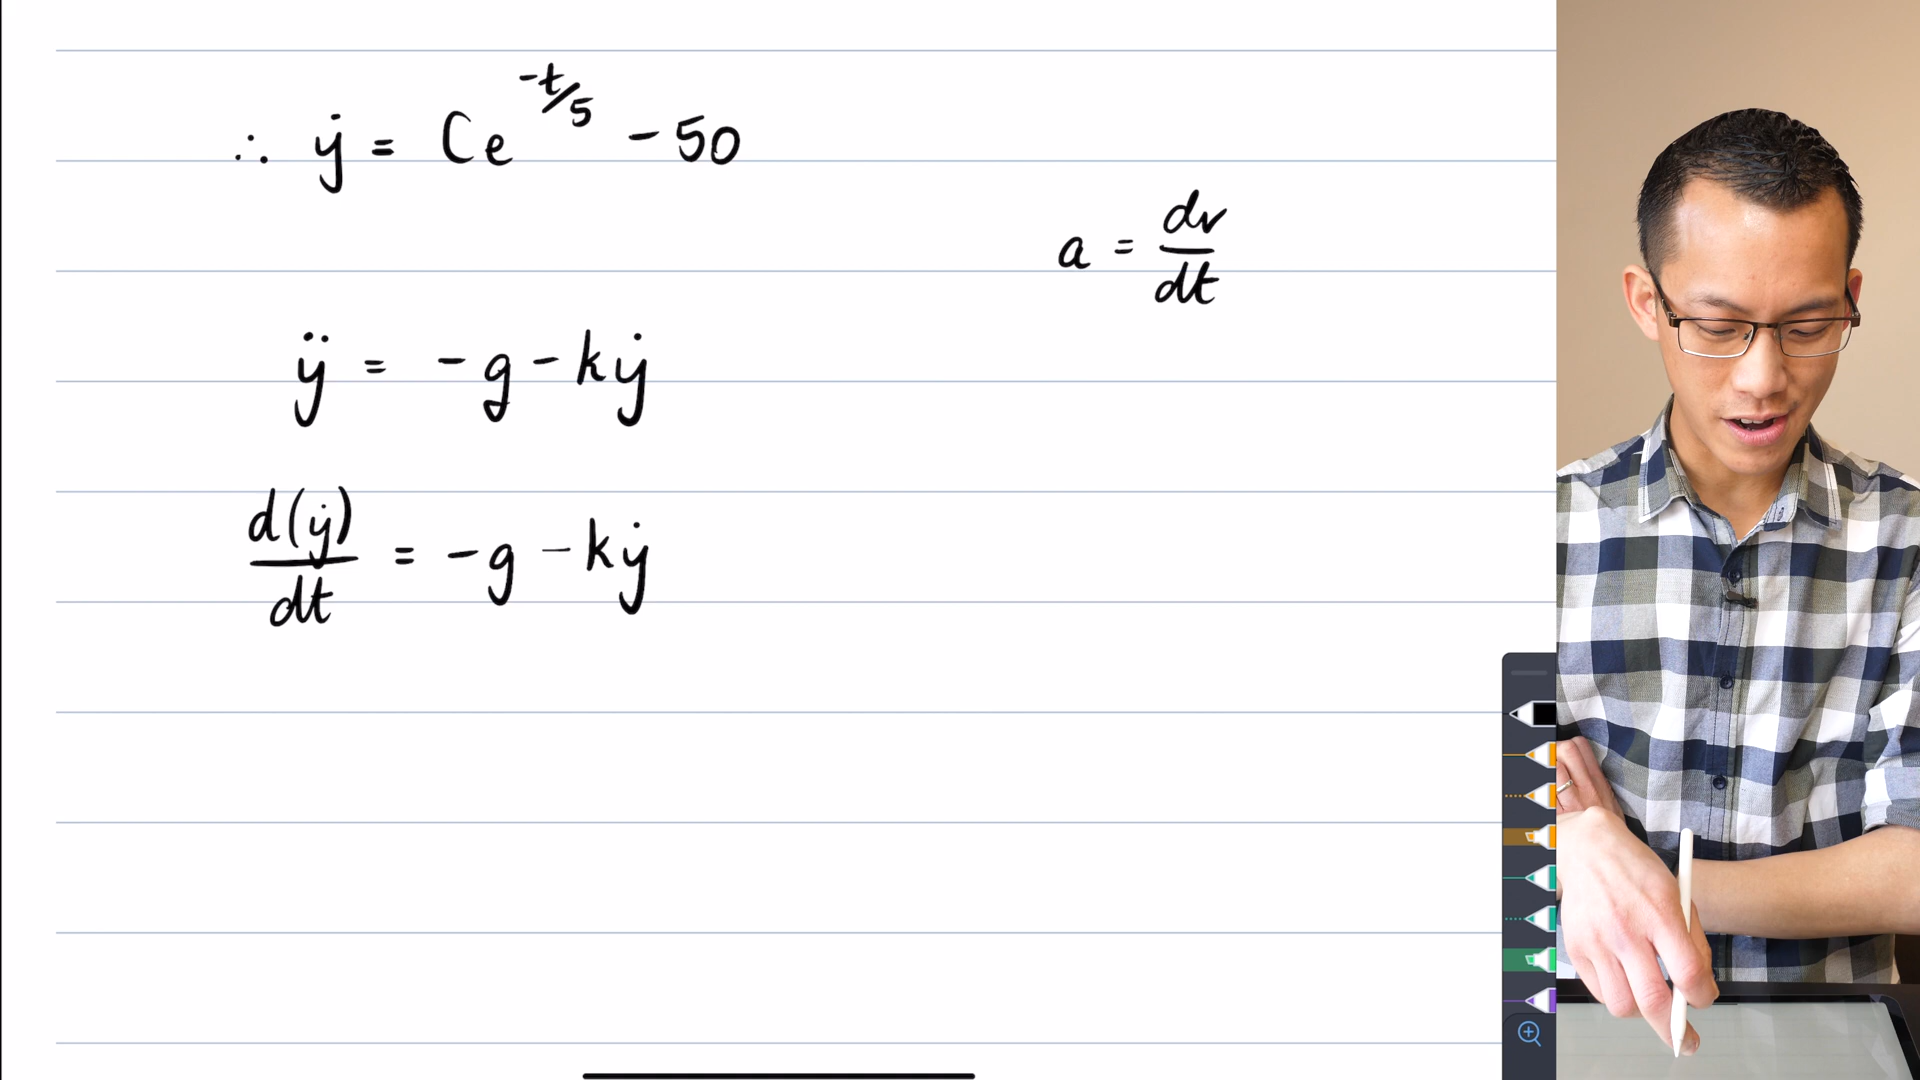 ∴ ẏ = Ce^{-t/5} - 50
a = dv/dt
ÿ = -g - kẏ
d(ẏ)/dt = -g - kẏ